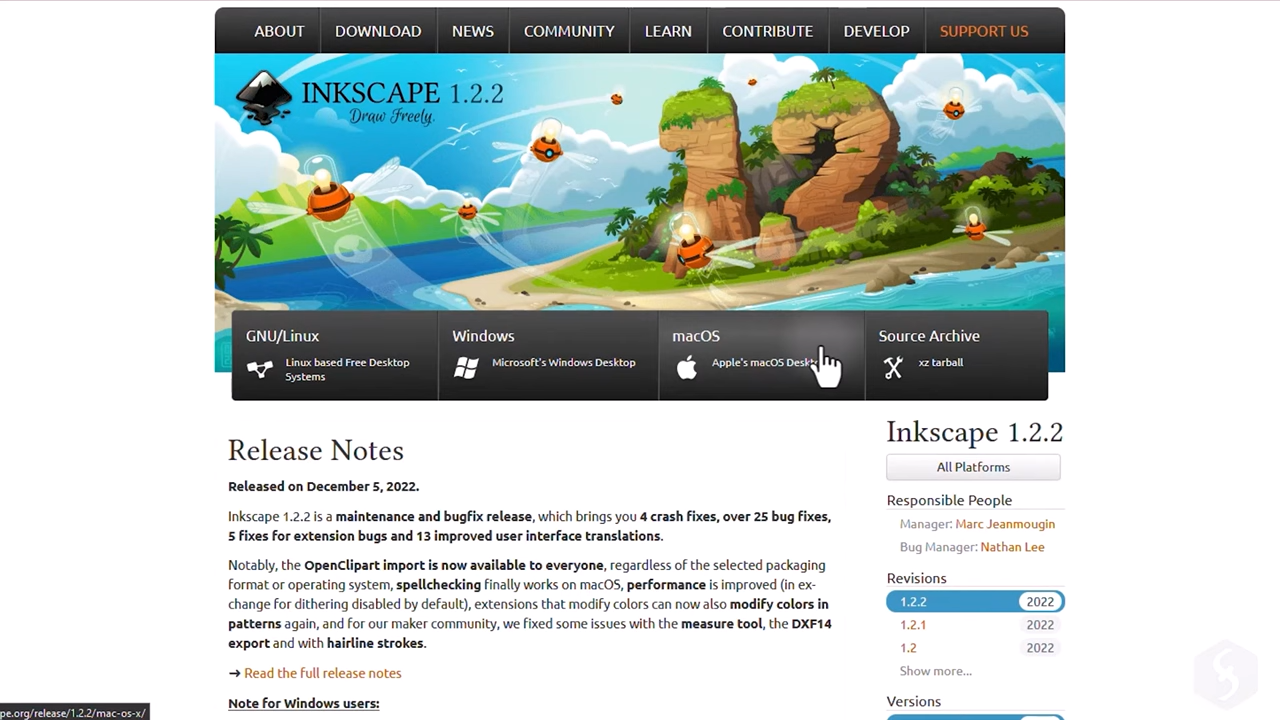 ABOUT DOWNLOAD NEWS COMMUNITY LEARN CONTRIBUTE DEVELOP SUPPORT US
INKSCAPE 1.2.2
Draw Freely.
GNU/Linux
Linux based Free Desktop
Systems
Windows
Microsoft's Windows Desktop
macOS
Apple's macOS
Source Archive
xz tarball
Release Notes
Released on December 5, 2022.
Inkscape 1.2.2 is a maintenance and bugfix release, which brings you 4 crash fixes, over 25 bug fixes,
5 fixes for extension bugs and 13 improved user interface translations.
Notably, the OpenClipart import is now available to everyone, regardless of the selected packaging
format or operating system, spellchecking finally works on macOS, performance is improved (in ex-
change for dithering disabled by default), extensions that modify colors can now also modify colors in
patterns again, and for our maker community, we fixed some issues with the measure tool, the DXF14
export and with hairline strokes.
→ Read the full release notes
Note for Windows users:
Inkscape 1.2.2
All Platforms
Responsible People
Manager: Marc Jeanmougin
Bug Manager: Nathan Lee
Revisions
1.2.2 2022
1.2.1 2022
1.2 2022
Show more...
Versions
pe.org/release/1.2.2/mac-os-x/